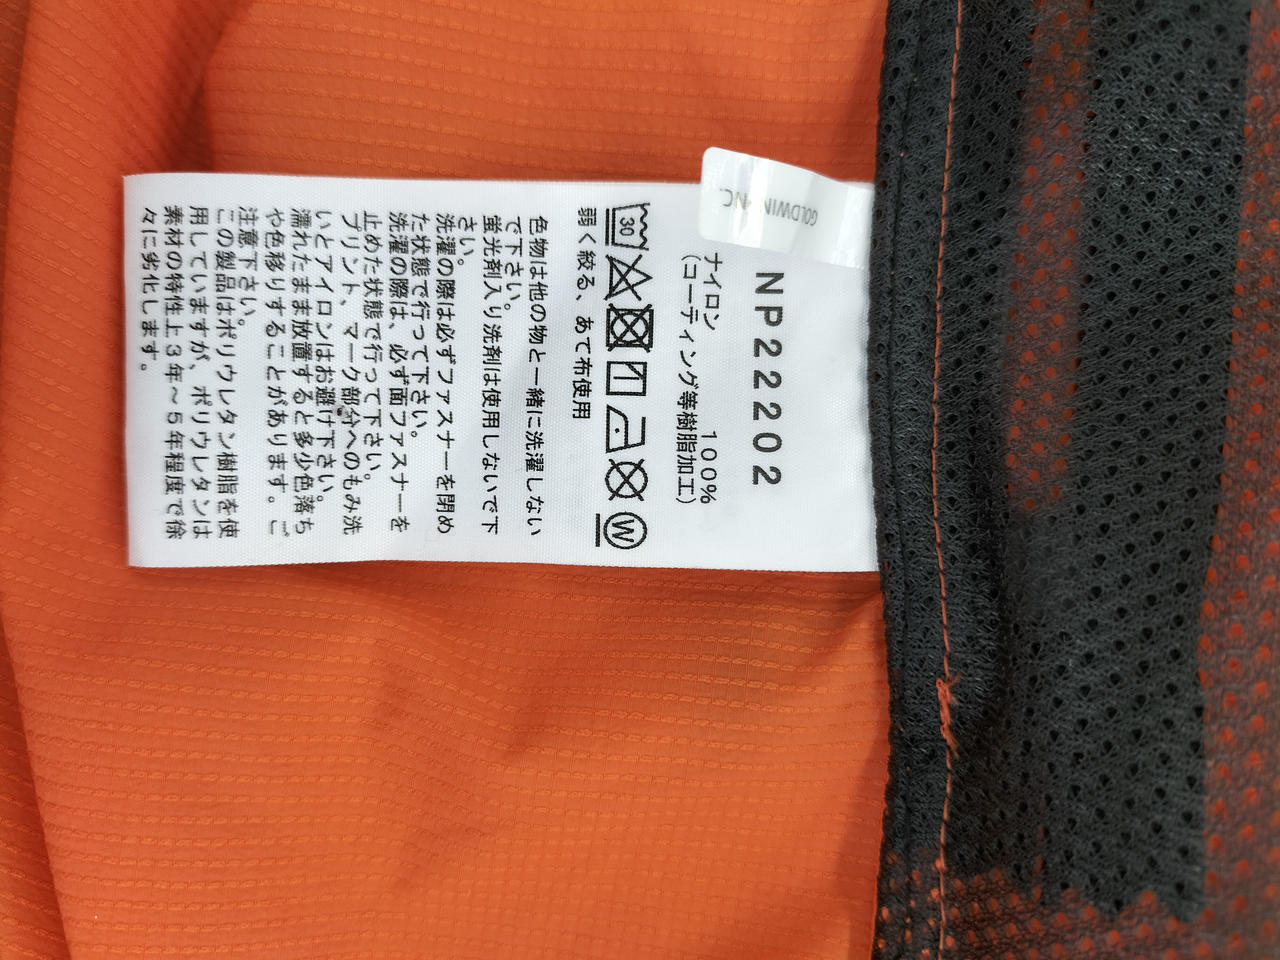 GOLDWIN INC.
NP22202
ナイロン 100%
(コーティング等樹脂加工)
30
W
弱く絞る、あて布使用
色物は他の物と一緒に洗濯しない
で下さい。
蛍光剤入り洗剤は使用しないで下
さい。
洗濯の際は必ずファスナーを閉め
た状態で行って下さい。
洗濯の際は、必ず面ファスナーを
止めた状態で行って下さい。
プリント、マーク部分へのもみ洗
いとアイロンはお避け下さい。
濡れたまま放置すると多少色落ち
や色移りすることがあります。ご
注意下さい。
この製品はポリウレタン樹脂を使
用していますが、ポリウレタンは
素材の特性上3年~5年程度で徐
々に劣化します。